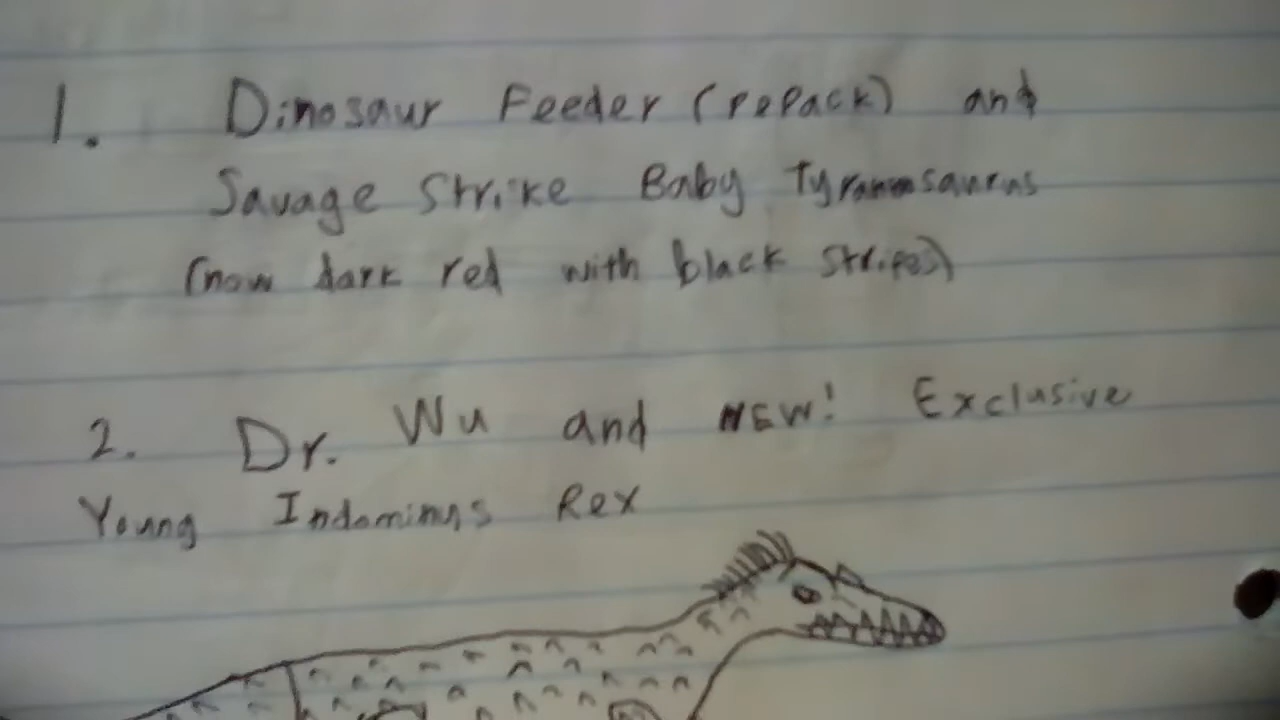 1. Dinosaur Feeder (repack) and
Savage Strike Baby Tyrannosaurus
(now dark red with black stripes)
2. Dr. Wu and NEW! Exclusive
Young Indominus Rex